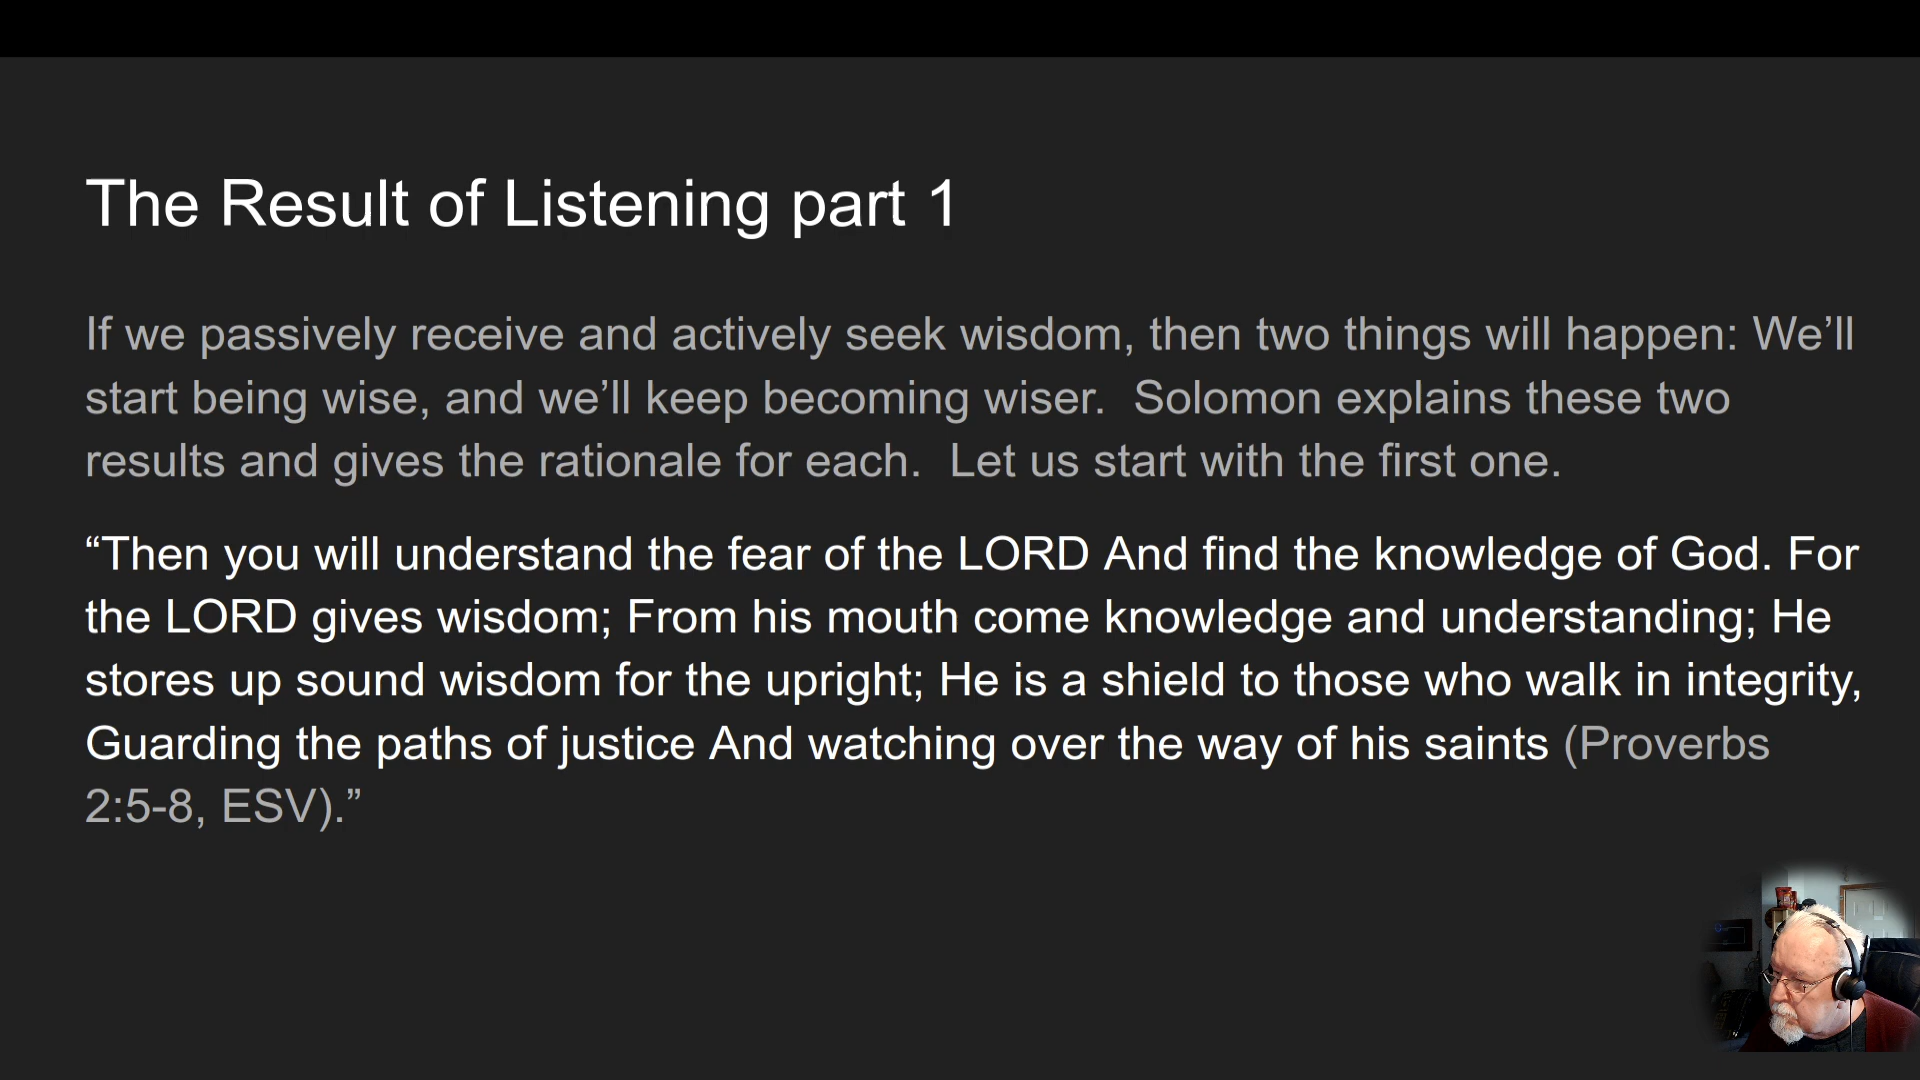 The Result of Listening part 1
If we passively receive and actively seek wisdom, then two things will happen: We’ll
start being wise, and we’ll keep becoming wiser.  Solomon explains these two
results and gives the rationale for each.  Let us start with the first one.
“Then you will understand the fear of the LORD And find the knowledge of God. For
the LORD gives wisdom; From his mouth come knowledge and understanding; He
stores up sound wisdom for the upright; He is a shield to those who walk in integrity,
Guarding the paths of justice And watching over the way of his saints (Proverbs
2:5-8, ESV).”